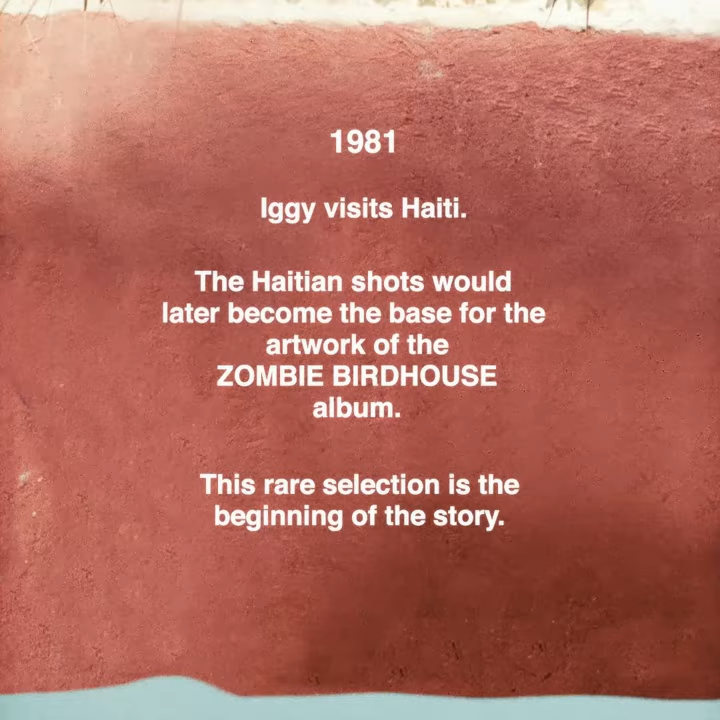 1981
Iggy visits Haiti.
The Haitian shots would
later become the base for the
artwork of the
ZOMBIE BIRDHOUSE
album.
This rare selection is the
beginning of the story.